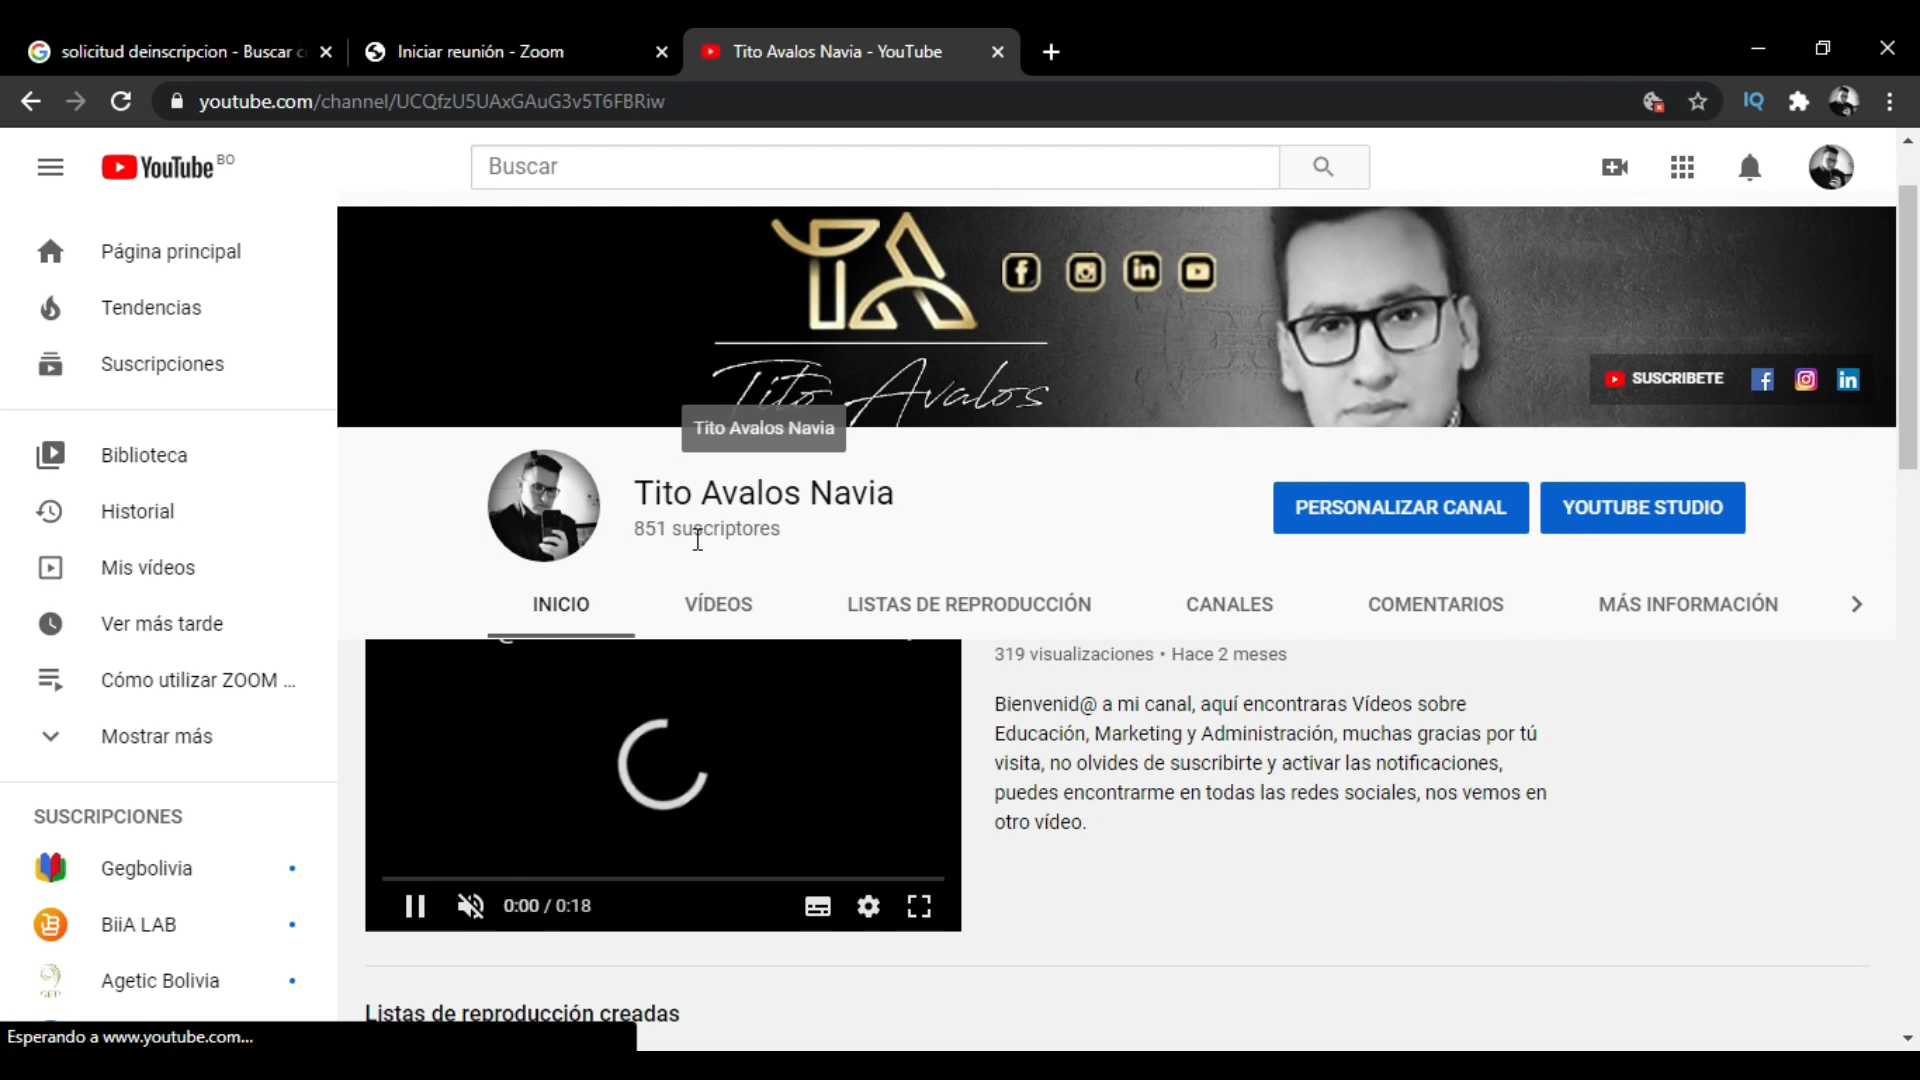 solicitud deinscripcion - Buscar c
Iniciar reunión - Zoom
Tito Avalos Navia - YouTube
youtube.com/channel/UCQfzU5UAxGAuG3v5T6FBRiw
IQ
YouTube BO
Buscar
Página principal
Tendencias
Suscripciones
Biblioteca
Historial
Mis vídeos
Ver más tarde
Cómo utilizar ZOOM ...
Mostrar más
SUSCRIPCIONES
Gegbolivia
BiiA LAB
Agetic Bolivia
TA
Tito Avalos
SUSCRIBETE
Tito Avalos Navia
Tito Avalos Navia
851 suscriptores
PERSONALIZAR CANAL
YOUTUBE STUDIO
INICIO
VÍDEOS
LISTAS DE REPRODUCCIÓN
CANALES
COMENTARIOS
MÁS INFORMACIÓN
0:00 / 0:18
319 visualizaciones • Hace 2 meses
Bienvenid@ a mi canal, aquí encontraras Vídeos sobre
Educación, Marketing y Administración, muchas gracias por tú
visita, no olvides de suscribirte y activar las notificaciones,
puedes encontrarme en todas las redes sociales, nos vemos en
otro vídeo.
Listas de reproducción creadas
Esperando a www.youtube.com...